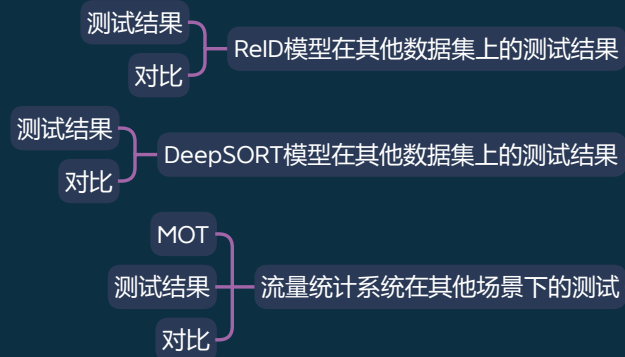 测试结果
对比
ReID模型在其他数据集上的测试结果
测试结果
对比
DeepSORT模型在其他数据集上的测试结果
MOT
测试结果
对比
流量统计系统在其他场景下的测试